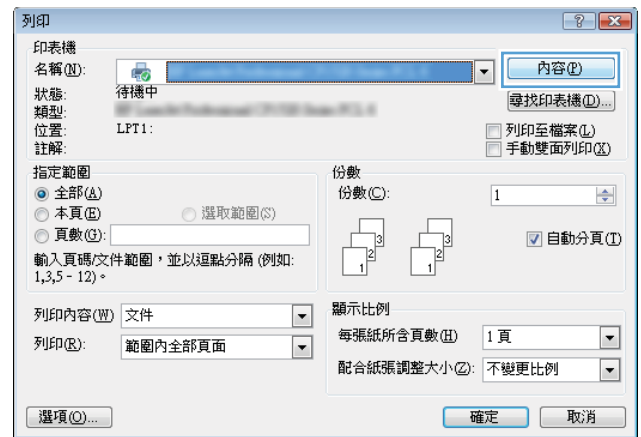 列印
印表機
名稱(N):
內容(P)
狀態: 待機中
尋找印表機(D)...
類型:
位置: LPT1:
列印至檔案(L)
註解:
手動雙面列印(X)
指定範圍
全部(A)
本頁(E) 選取範圍(S)
頁數(G):
輸入頁碼/文件範圍，並以逗點分隔 (例如:
1,3,5 - 12)。
份數
份數(C): 1
3 3
2 2
1 1
自動分頁(T)
列印內容(W) 文件
列印(R): 範圍內全部頁面
顯示比例
每張紙所含頁數(H) 1 頁
配合紙張調整大小(Z): 不變更比例
選項(O)...
確定
取消